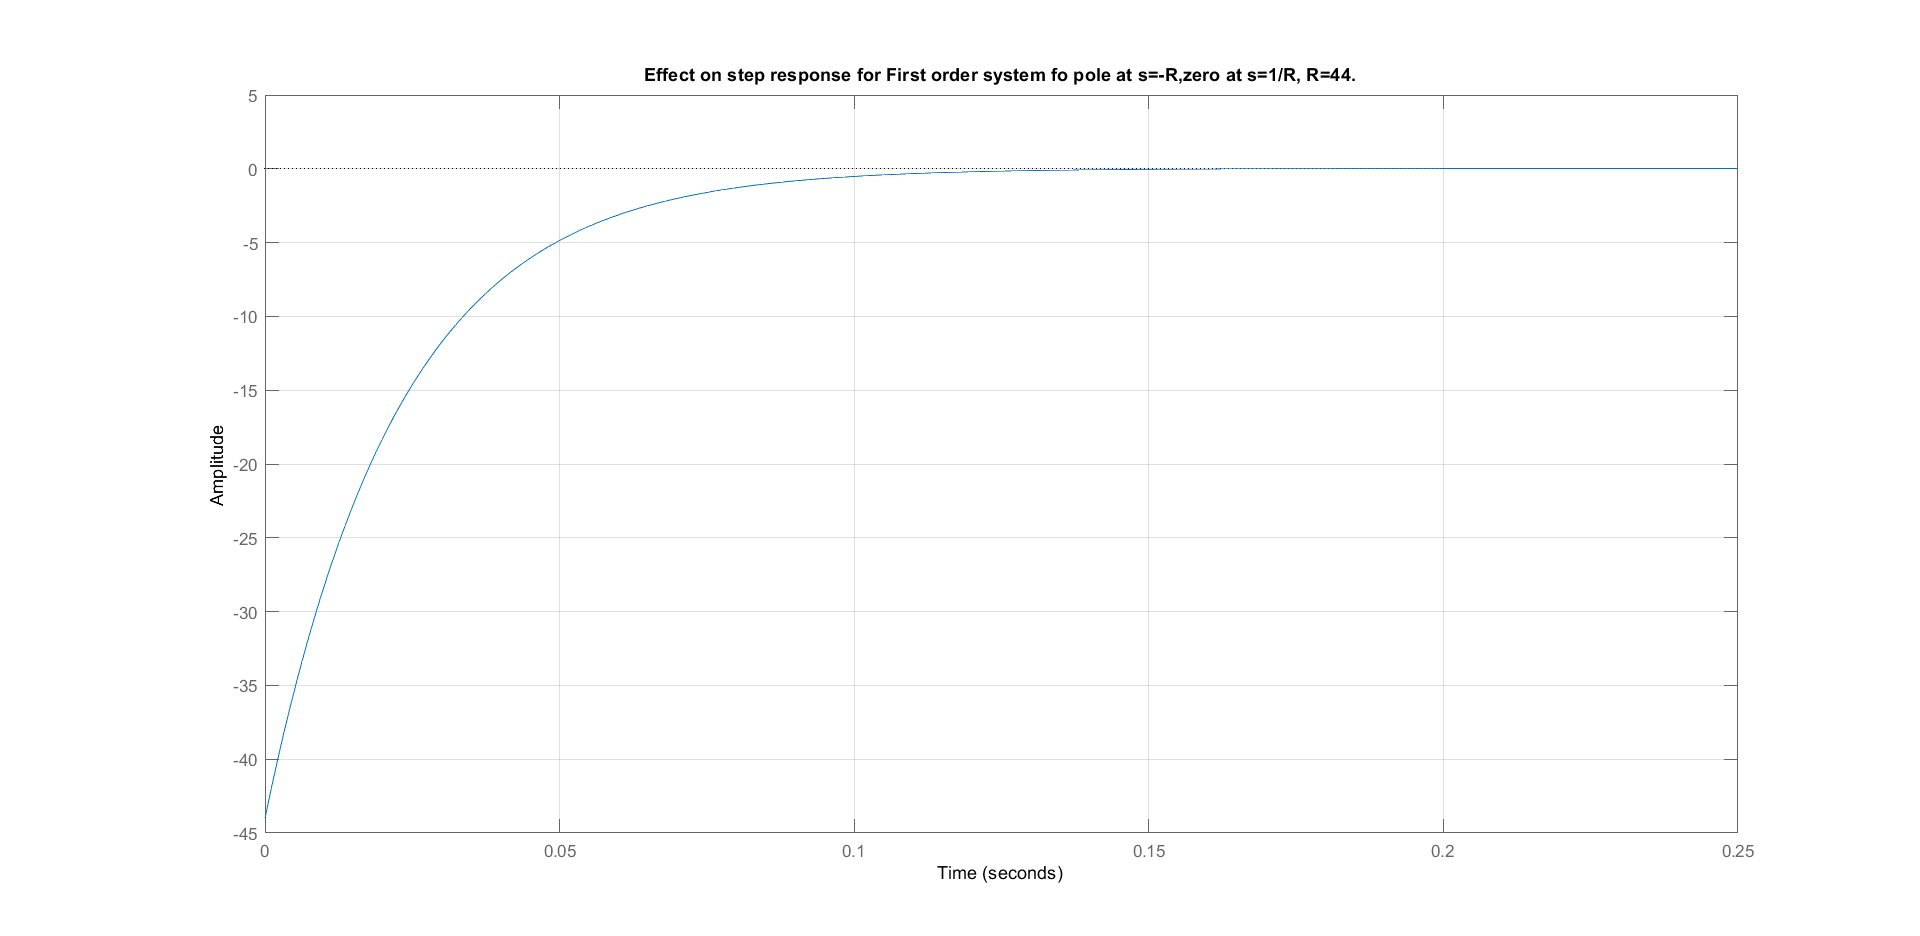 Effect on step response for First order system fo pole at s=-R,zero at s=1/R, R=44.
5
0
-5
-10
-15
-20
-25
-30
-35
-40
-45
Amplitude
0 0.05 0.1 0.15 0.2 0.25
Time (seconds)